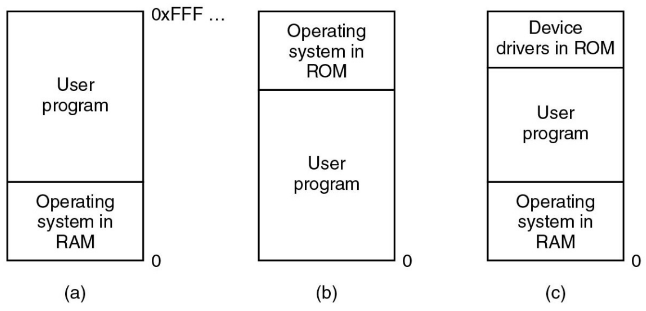 0xFFF ...
User
program
Operating
system in
RAM
0
(a)
Operating
system in
ROM
User
program
0
(b)
Device
drivers in ROM
User
program
Operating
system in
RAM
0
(c)